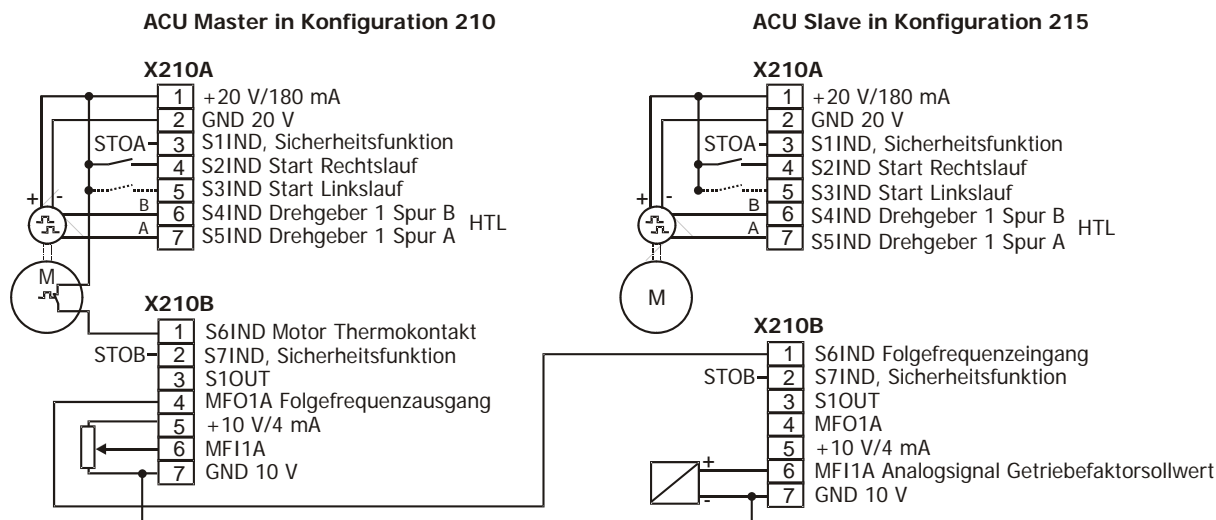 ACU Master in Konfiguration 210
X210A
1 +20 V/180 mA
2 GND 20 V
STOA 3 S1IND, Sicherheitsfunktion
4 S2IND Start Rechtslauf
5 S3IND Start Linkslauf
+ -
B 6 S4IND Drehgeber 1 Spur B
HTL
A 7 S5IND Drehgeber 1 Spur A
M
X210B
1 S6IND Motor Thermokontakt
STOB 2 S7IND, Sicherheitsfunktion
3 S1OUT
4 MFO1A Folgefrequenzausgang
5 +10 V/4 mA
6 MFI1A
7 GND 10 V
ACU Slave in Konfiguration 215
X210A
1 +20 V/180 mA
2 GND 20 V
STOA 3 S1IND, Sicherheitsfunktion
4 S2IND Start Rechtslauf
5 S3IND Start Linkslauf
+ -
B 6 S4IND Drehgeber 1 Spur B
HTL
A 7 S5IND Drehgeber 1 Spur A
M
X210B
1 S6IND Folgefrequenzeingang
STOB 2 S7IND, Sicherheitsfunktion
3 S1OUT
4 MFO1A
5 +10 V/4 mA
+ 6 MFI1A Analogsignal Getriebefaktorsollwert
- 7 GND 10 V